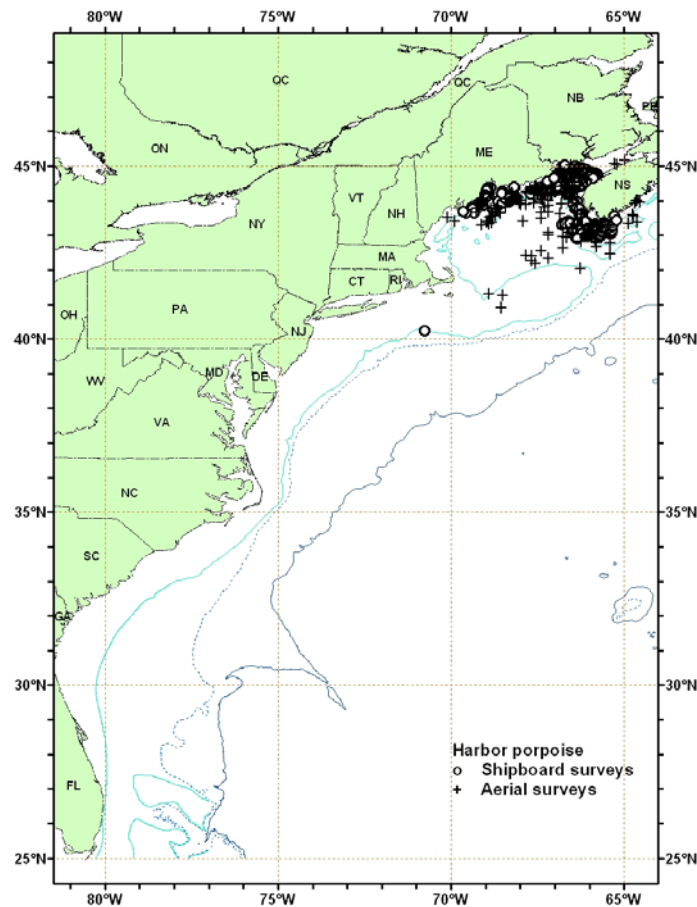 80°W 75°W 70°W 65°W
QC
QC
NB
PE
ON
ME
45°N 45°N
NS
VT
NH
NY
MA
CT RI
PA
OH
NJ
40°N 40°N
MD DE
WV
VA
NC
35°N 35°N
SC
GA
30°N 30°N
Harbor porpoise
Shipboard surveys
Aerial surveys
FL
25°N 25°N
80°W 75°W 70°W 65°W